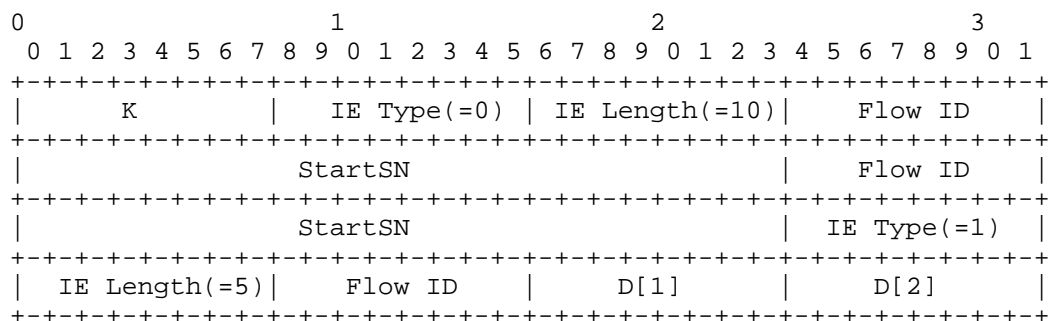 0                   1                   2                   3
 0 1 2 3 4 5 6 7 8 9 0 1 2 3 4 5 6 7 8 9 0 1 2 3 4 5 6 7 8 9 0 1
+-+-+-+-+-+-+-+-+-+-+-+-+-+-+-+-+-+-+-+-+-+-+-+-+-+-+-+-+-+-+-+-+
|      K        |   IE Type(=0) | IE Length(=10)|    Flow ID    |
+-+-+-+-+-+-+-+-+-+-+-+-+-+-+-+-+-+-+-+-+-+-+-+-+-+-+-+-+-+-+-+-+
|                 StartSN                       |    Flow ID    |
+-+-+-+-+-+-+-+-+-+-+-+-+-+-+-+-+-+-+-+-+-+-+-+-+-+-+-+-+-+-+-+-+
|                 StartSN                       |  IE Type(=1)  |
+-+-+-+-+-+-+-+-+-+-+-+-+-+-+-+-+-+-+-+-+-+-+-+-+-+-+-+-+-+-+-+-+
|  IE Length(=5)|    Flow ID    |     D[1]      |     D[2]      |
+-+-+-+-+-+-+-+-+-+-+-+-+-+-+-+-+-+-+-+-+-+-+-+-+-+-+-+-+-+-+-+-+